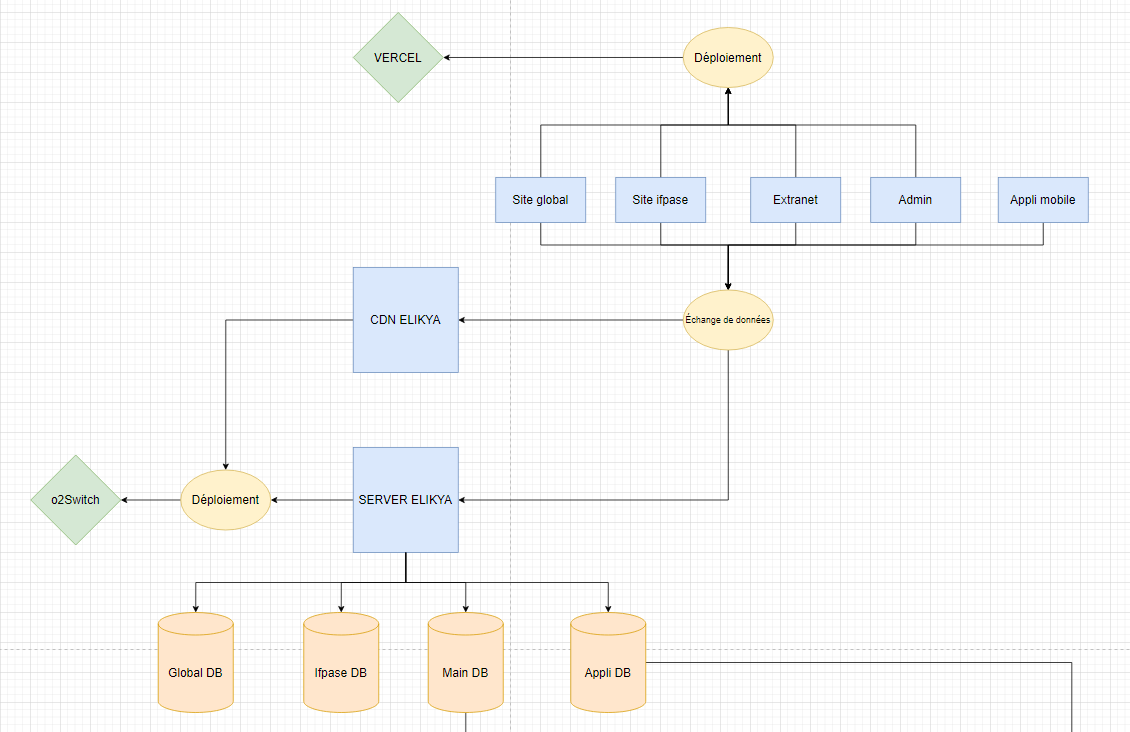 VERCEL
Déploiement
Site global
Site ifpase
Extranet
Admin
Appli mobile
CDN ELIKYA
Échange de données
o2Switch
Déploiement
SERVER ELIKYA
Global DB
Ifpase DB
Main DB
Appli DB